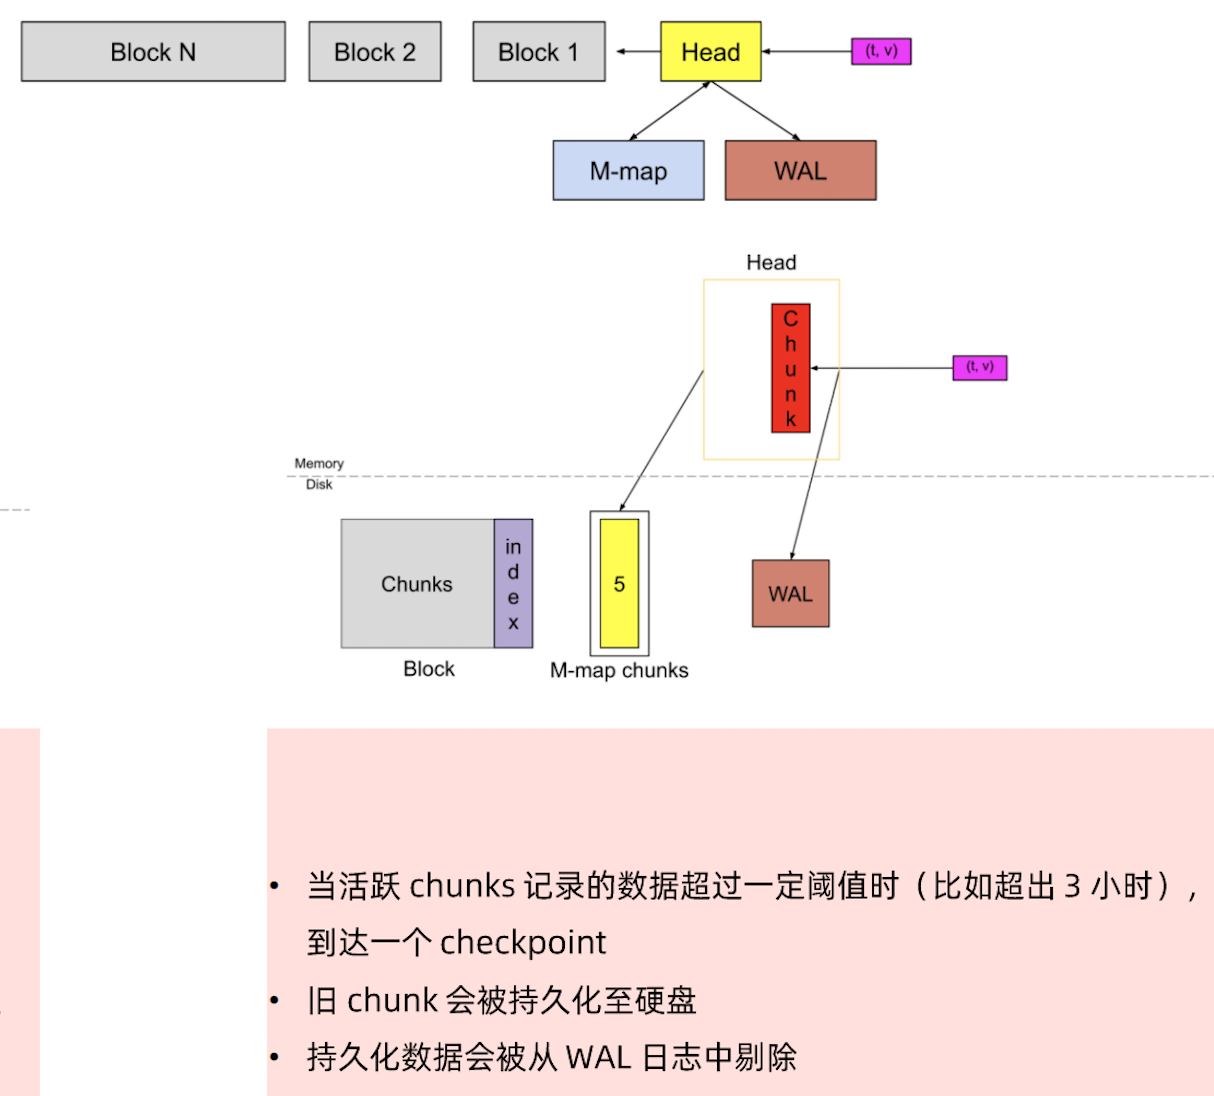 Block N
Block 2
Block 1
Head
(t, v)
M-map
WAL
Head
Chunk
(t, v)
Memory
Disk
Chunks
index
5
WAL
Block
M-map chunks
• 当活跃 chunks 记录的数据超过一定阈值时（比如超出 3 小时），
到达一个 checkpoint
• 旧 chunk 会被持久化至硬盘
• 持久化数据会被从 WAL 日志中剔除